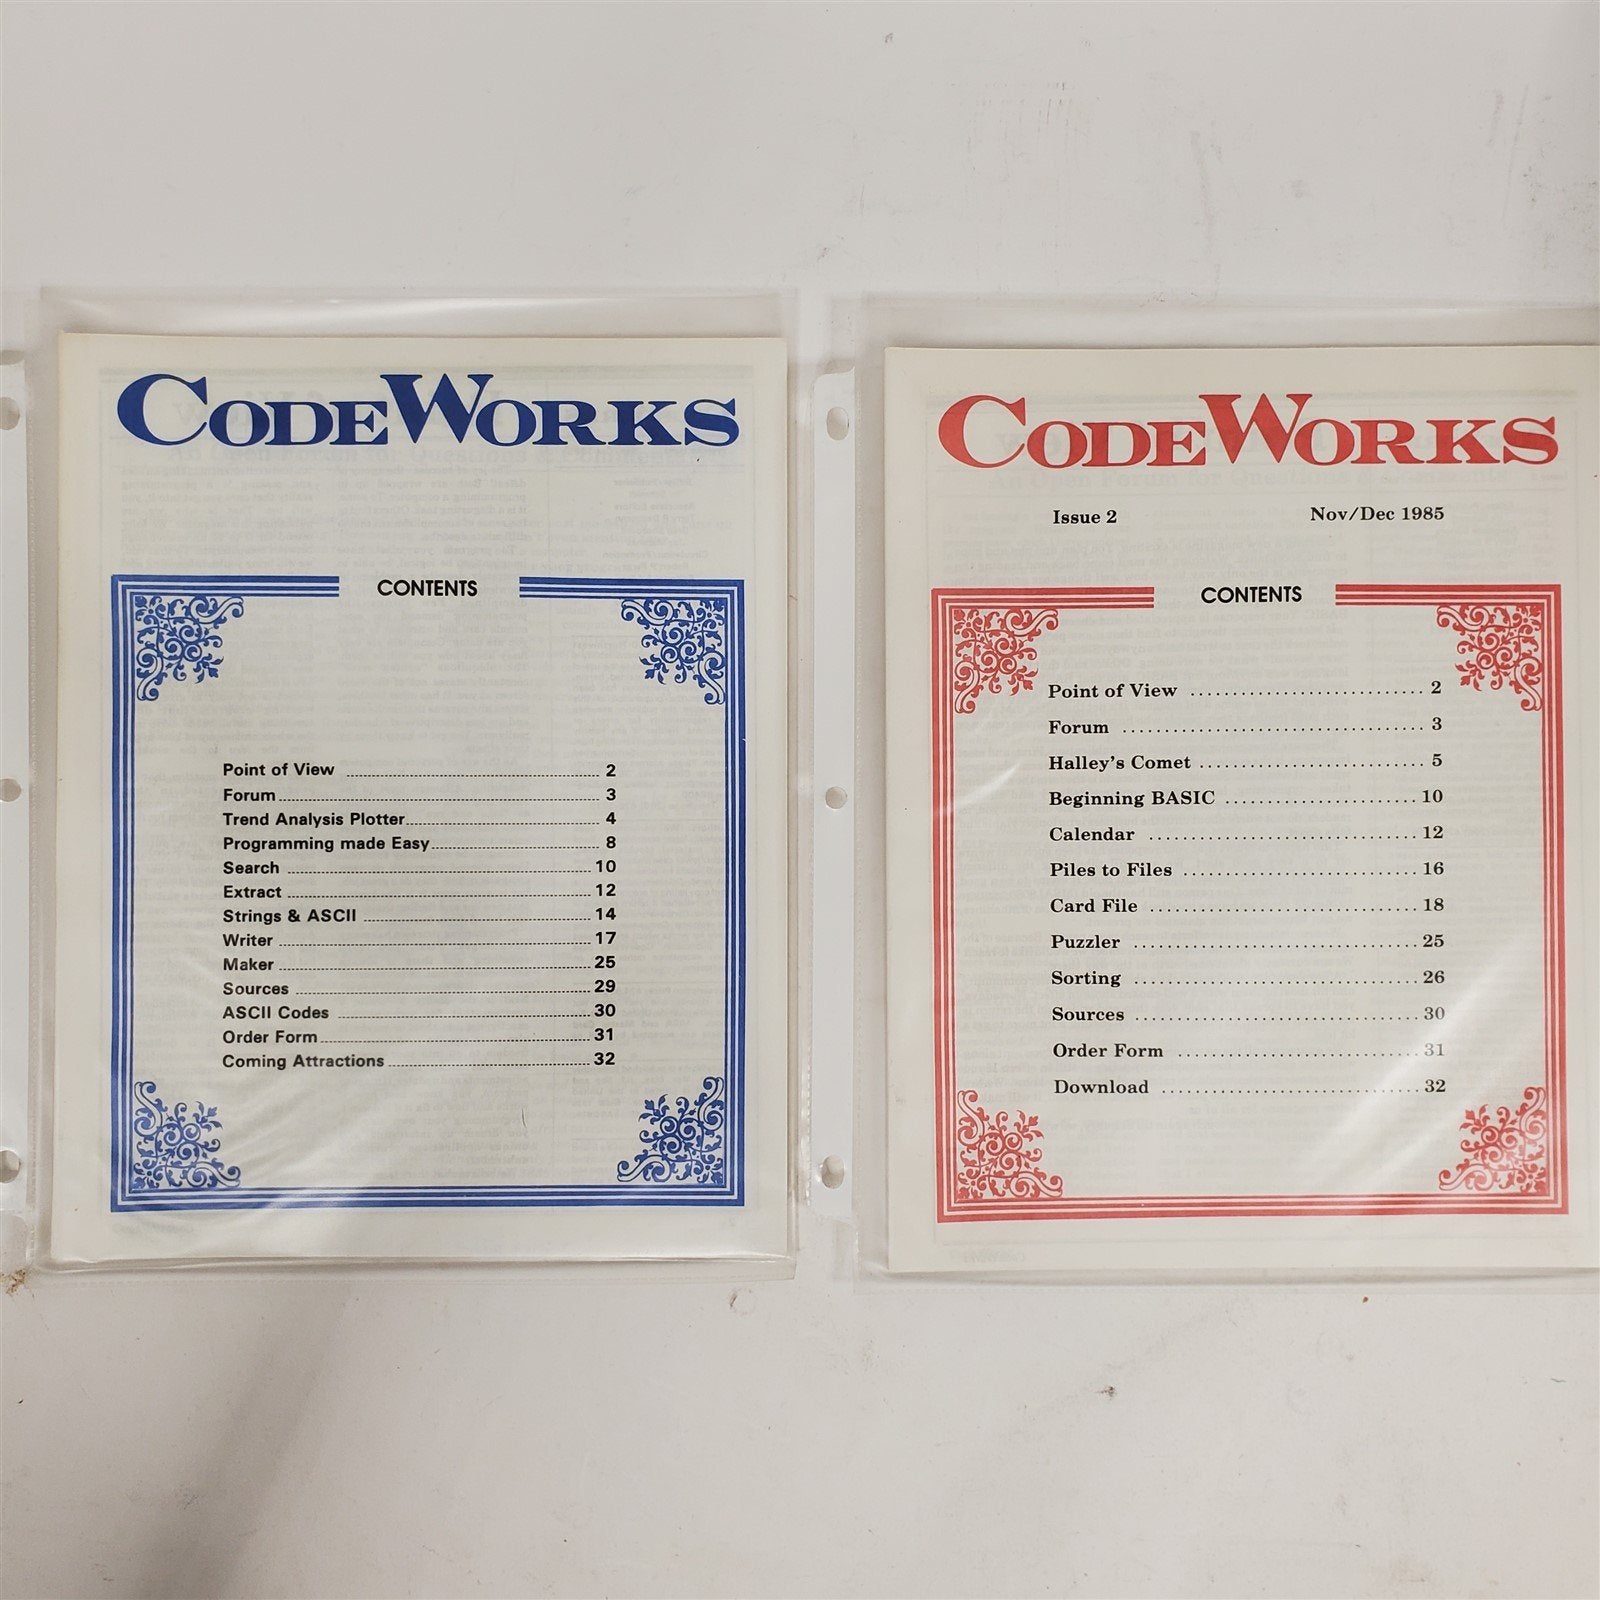 CODEWORKS
CONTENTS
Point of View ........ 2
Forum ........ 3
Trend Analysis Plotter ........ 4
Programming made Easy ........ 8
Search ........ 10
Extract ........ 12
Strings & ASCII ........ 14
Writer ........ 17
Maker ........ 25
Sources ........ 29
ASCII Codes ........ 30
Order Form ........ 31
Coming Attractions ........ 32
CODEWORKS
Issue 2 Nov/Dec 1985
CONTENTS
Point of View ........ 2
Forum ........ 3
Halley's Comet ........ 5
Beginning BASIC ........ 10
Calendar ........ 12
Piles to Files ........ 16
Card File ........ 18
Puzzler ........ 25
Sorting ........ 26
Sources ........ 30
Order Form ........ 31
Download ........ 32